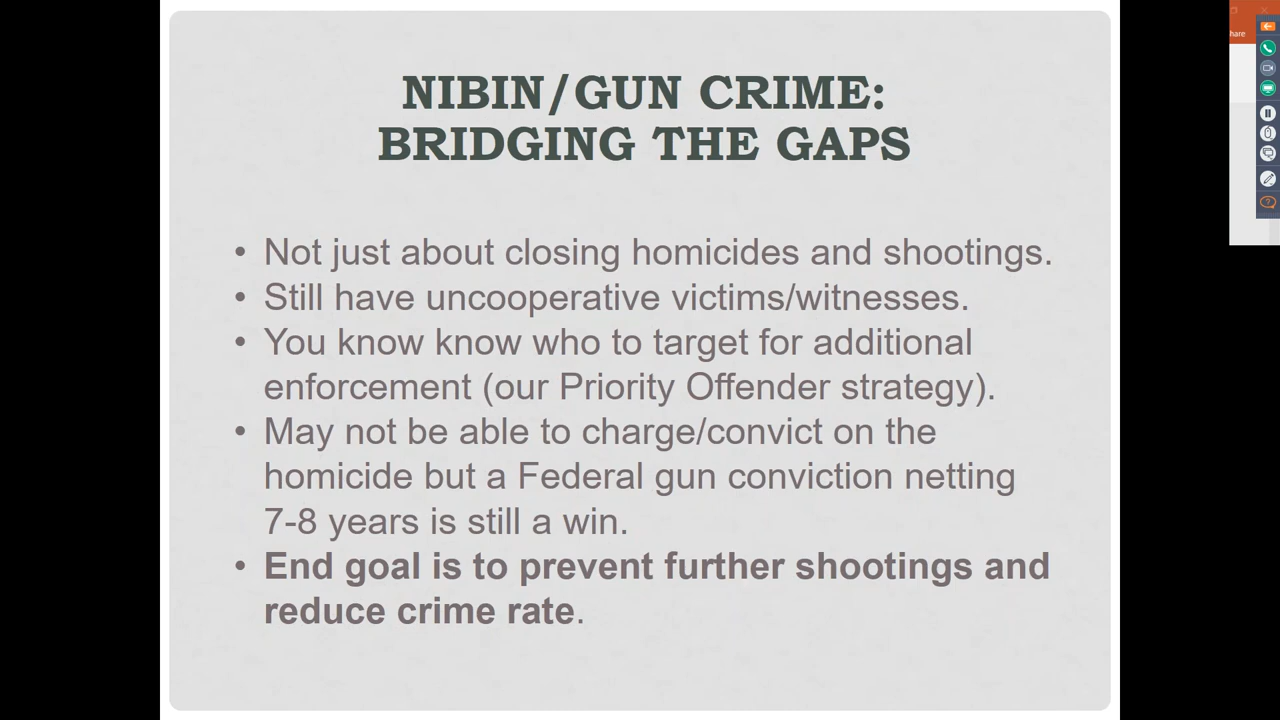 NIBIN/GUN CRIME:
BRIDGING THE GAPS
• Not just about closing homicides and shootings.
• Still have uncooperative victims/witnesses.
• You know know who to target for additional
enforcement (our Priority Offender strategy).
• May not be able to charge/convict on the
homicide but a Federal gun conviction netting
7-8 years is still a win.
• End goal is to prevent further shootings and
reduce crime rate.
hare